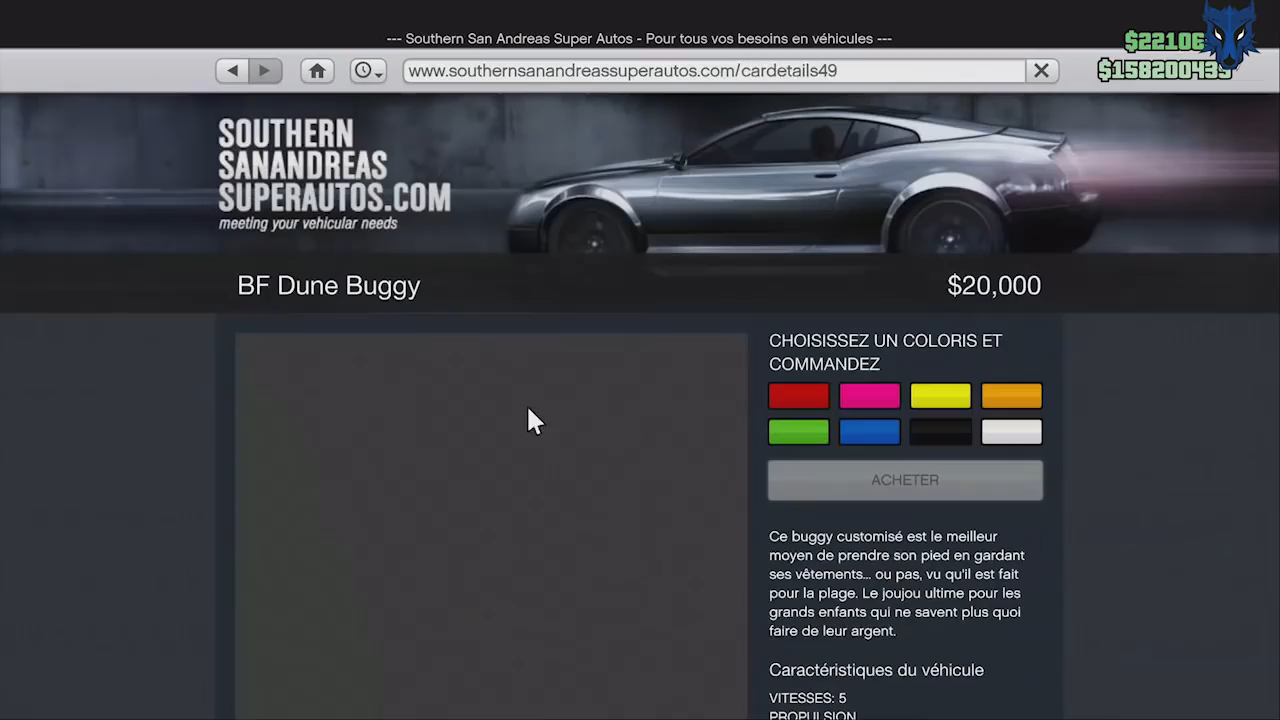 --- Southern San Andreas Super Autos - Pour tous vos besoins en véhicules ---
$22106
www.southernsanandreassuperautos.com/cardetails49
$158200433
SOUTHERN
SANANDREAS
SUPERAUTOS.COM
meeting your vehicular needs
BF Dune Buggy
$20,000
CHOISISSEZ UN COLORIS ET
COMMANDEZ
ACHETER
Ce buggy customisé est le meilleur
moyen de prendre son pied en gardant
ses vêtements... ou pas, vu qu'il est fait
pour la plage. Le joujou ultime pour les
grands enfants qui ne savent plus quoi
faire de leur argent.
Caractéristiques du véhicule
VITESSES: 5
PROPULSION